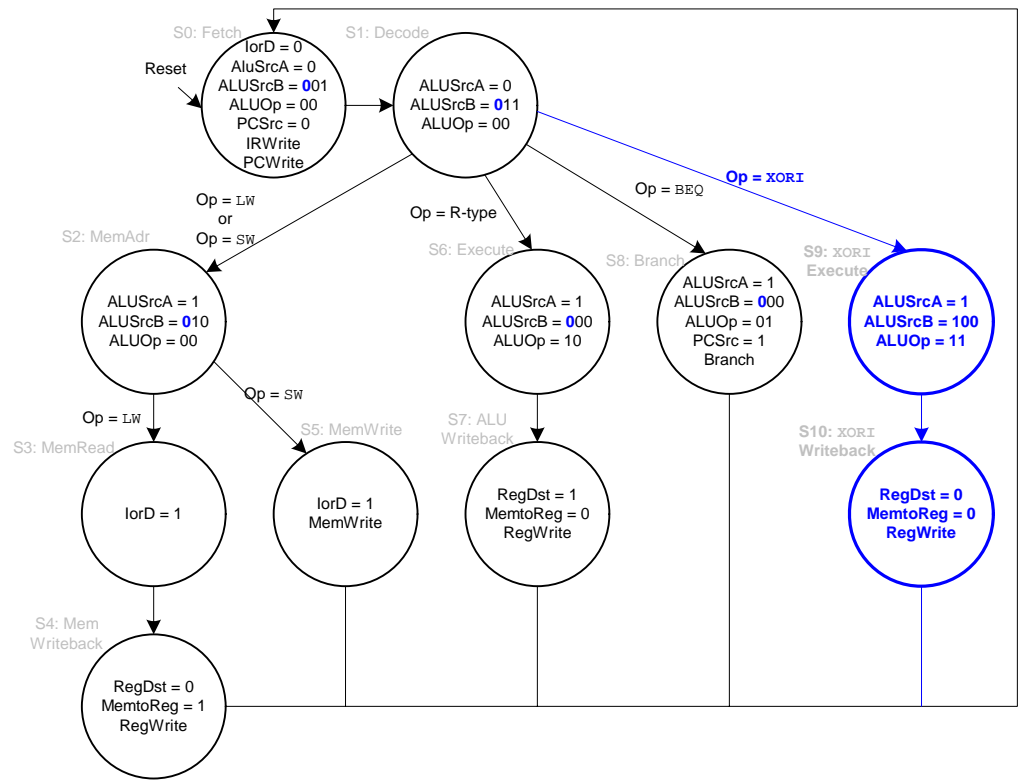 S0: Fetch
IorD = 0
AluSrcA = 0
ALUSrcB = 001
ALUOp = 00
PCSrc = 0
IRWrite
PCWrite
Reset
S1: Decode
ALUSrcA = 0
ALUSrcB = 011
ALUOp = 00
Op = LW
or
Op = SW
Op = R-type
Op = BEQ
Op = XORI
S2: MemAdr
ALUSrcA = 1
ALUSrcB = 010
ALUOp = 00
S6: Execute
ALUSrcA = 1
ALUSrcB = 000
ALUOp = 10
S8: Branch
ALUSrcA = 1
ALUSrcB = 000
ALUOp = 01
PCSrc = 1
Branch
S9: XORI
Execute
ALUSrcA = 1
ALUSrcB = 100
ALUOp = 11
Op = LW
Op = SW
S3: MemRead
IorD = 1
S5: MemWrite
IorD = 1
MemWrite
S7: ALU
Writeback
RegDst = 1
MemtoReg = 0
RegWrite
S10: XORI
Writeback
RegDst = 0
MemtoReg = 0
RegWrite
S4: Mem
Writeback
RegDst = 0
MemtoReg = 1
RegWrite